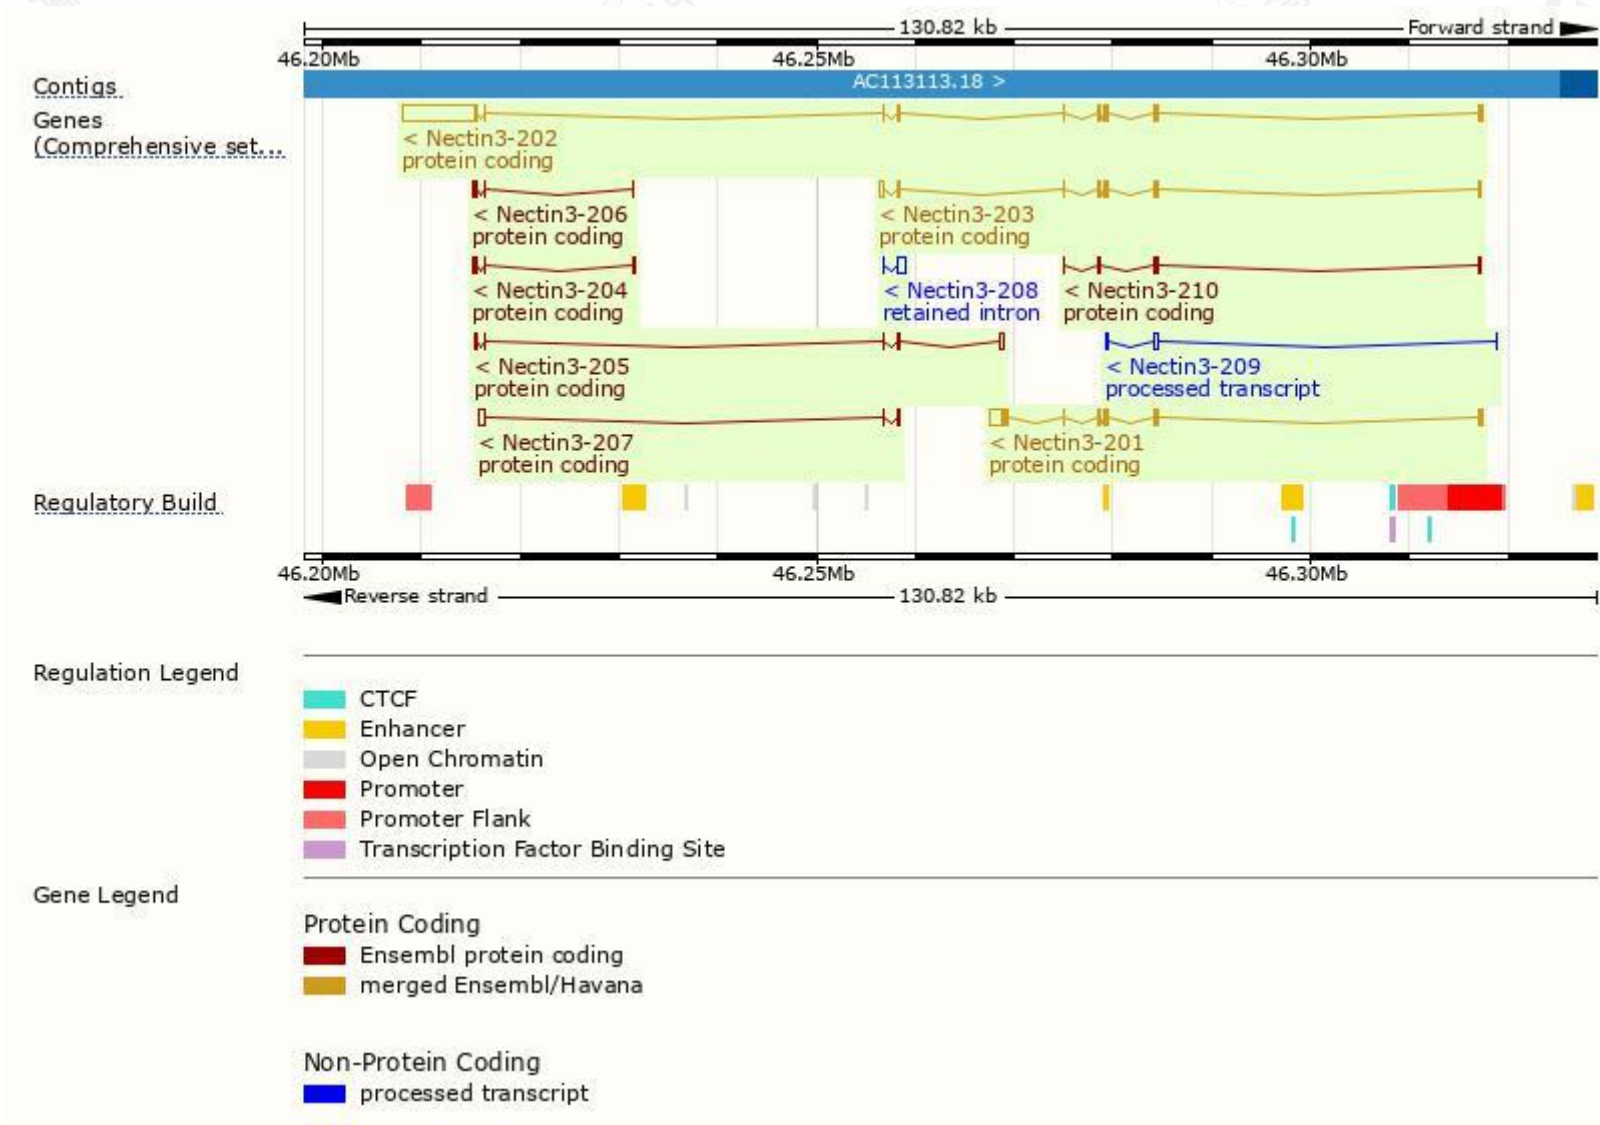 130.82 kb Forward strand
46.20Mb 46.25Mb 46.30Mb
Contigs AC113113.18 >
Genes
(Comprehensive set...
< Nectin3-202
protein coding
< Nectin3-206 < Nectin3-203
protein coding protein coding
< Nectin3-204 < Nectin3-208 < Nectin3-210
protein coding retained intron protein coding
< Nectin3-205 < Nectin3-209
protein coding processed transcript
< Nectin3-207 < Nectin3-201
protein coding protein coding
Regulatory Build
46.20Mb 46.25Mb 46.30Mb
Reverse strand 130.82 kb
Regulation Legend
CTCF
Enhancer
Open Chromatin
Promoter
Promoter Flank
Transcription Factor Binding Site
Gene Legend
Protein Coding
Ensembl protein coding
merged Ensembl/Havana
Non-Protein Coding
processed transcript